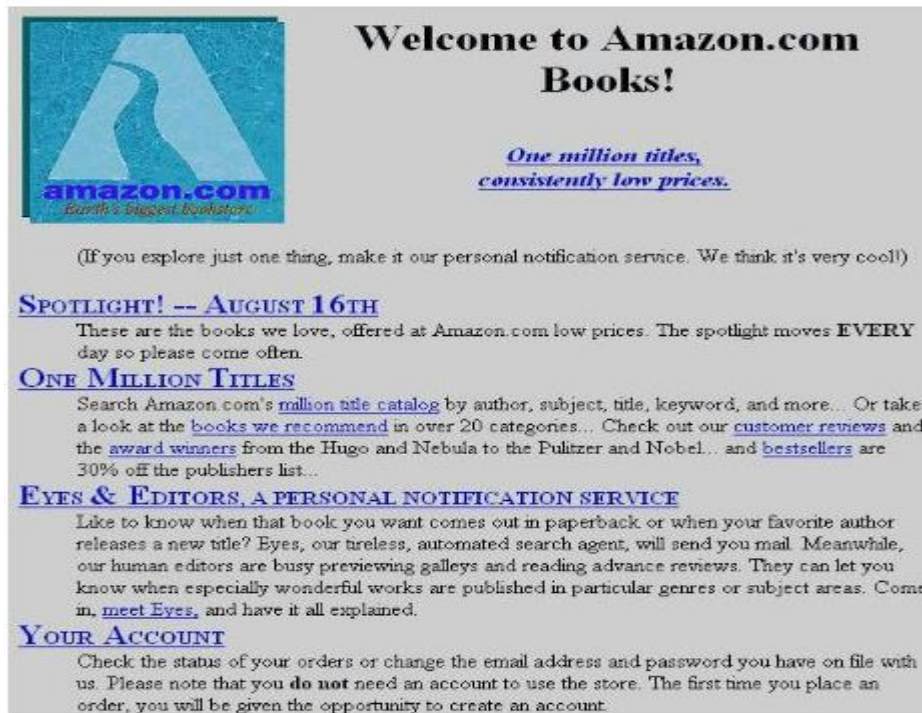 Welcome to Amazon.com
Books!
One million titles,
consistently low prices.
amazon.com
Earth's biggest bookstore
(If you explore just one thing, make it our personal notification service. We think it's very cool!)
SPOTLIGHT! -- AUGUST 16TH
These are the books we love, offered at Amazon.com low prices. The spotlight moves EVERY
day so please come often.
ONE MILLION TITLES
Search Amazon.com's million title catalog by author, subject, title, keyword, and more... Or take
a look at the books we recommend in over 20 categories... Check out our customer reviews and
the award winners from the Hugo and Nebula to the Pulitzer and Nobel... and bestsellers are
30% off the publishers list...
EYES & EDITORS, A PERSONAL NOTIFICATION SERVICE
Like to know when that book you want comes out in paperback or when your favorite author
releases a new title? Eyes, our tireless, automated search agent, will send you mail. Meanwhile,
our human editors are busy previewing galleys and reading advance reviews. They can let you
know when especially wonderful works are published in particular genres or subject areas. Come
in, meet Eyes, and have it all explained.
YOUR ACCOUNT
Check the status of your orders or change the email address and password you have on file with
us. Please note that you do not need an account to use the store. The first time you place an
order, you will be given the opportunity to create an account.